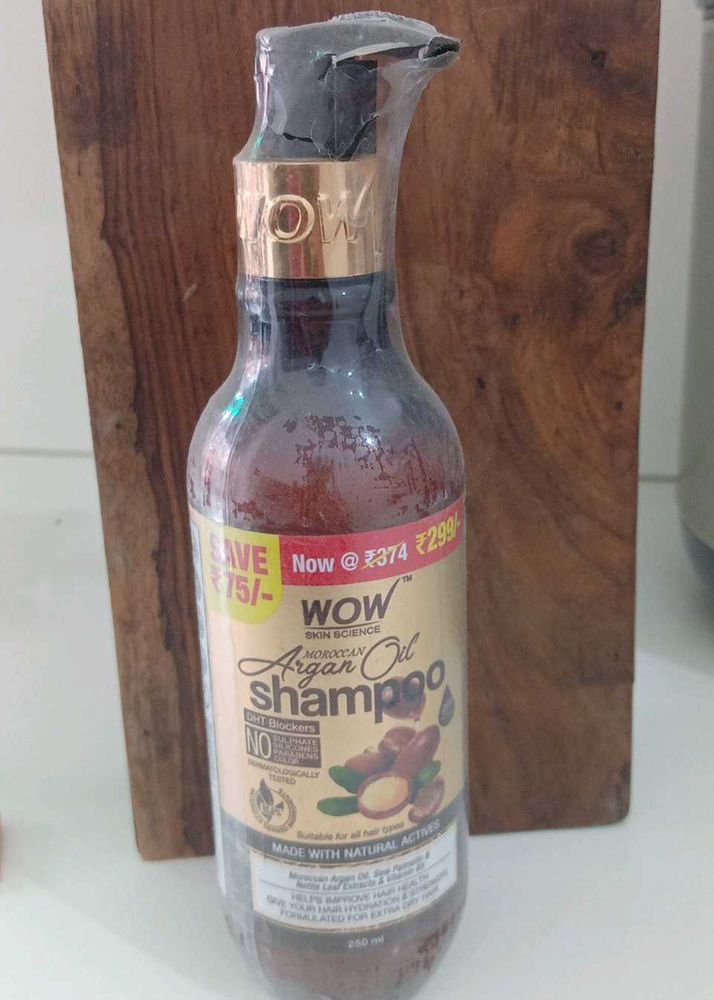 WOW
SAVE
₹75/-
Now @ ₹374 ₹299/-
WOW™
SKIN SCIENCE
MOROCCAN
Argan Oil
shampoo
DHT Blockers
NO SULPHATE
SILICONES
PARABENS
COLOR
DERMATOLOGICALLY
TESTED
Suitable for all hair types
MADE WITH NATURAL ACTIVES
Moroccan Argan Oil, Saw Palmetto &
Nettle Leaf Extracts & Vitamin B5
HELPS IMPROVE HAIR HEALTH
GIVE YOUR HAIR HYDRATION & STRENGTH
FORMULATED FOR EXTRA DRY HAIR
250 ml